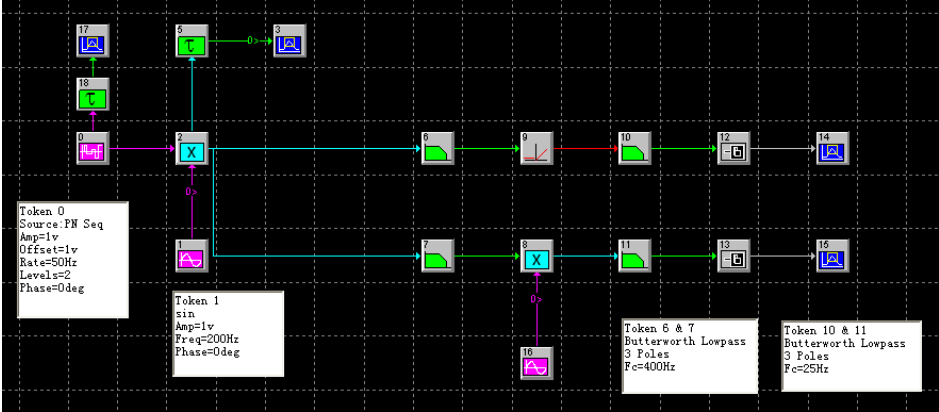 17
5
3
0>
18
0
2
6
9
10
12
14
0>
Token 0
Source:PN Seq
Amp=1v
Offset=1v
Rate=50Hz
Levels=2
Phase=0deg
1
7
8
11
13
15
Token 1
sin
Amp=1v
Freq=200Hz
Phase=0deg
0>
16
Token 6 & 7
Butterworth Lowpass
3 Poles
Fc=400Hz
Token 10 & 11
Butterworth Lowpass
3 Poles
Fc=25Hz